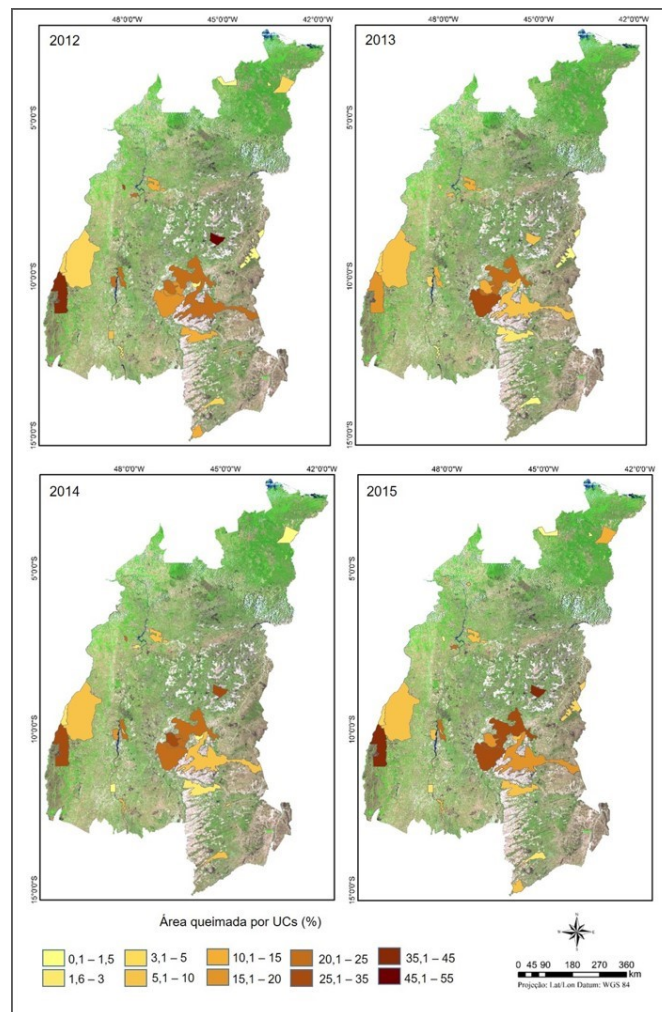 48°0'0"W 45°0'0"W 42°0'0"W
48°0'0"W 45°0'0"W 42°0'0"W
2012
2013
5°0'0"S
5°0'0"S
10°0'0"S
10°0'0"S
15°0'0"S
15°0'0"S
48°0'0"W 45°0'0"W 42°0'0"W
48°0'0"W 45°0'0"W 42°0'0"W
2014
2015
5°0'0"S
5°0'0"S
10°0'0"S
10°0'0"S
15°0'0"S
15°0'0"S
Área queimada por UCs (%)
0,1 – 1,5
3,1 – 5
10,1 – 15
20,1 – 25
35,1 – 45
1,6 – 3
5,1 – 10
15,1 – 20
25,1 – 35
45,1 – 55
0 45 90 180 270 360
km
Projeção: Lat/Lon Datum: WGS 84